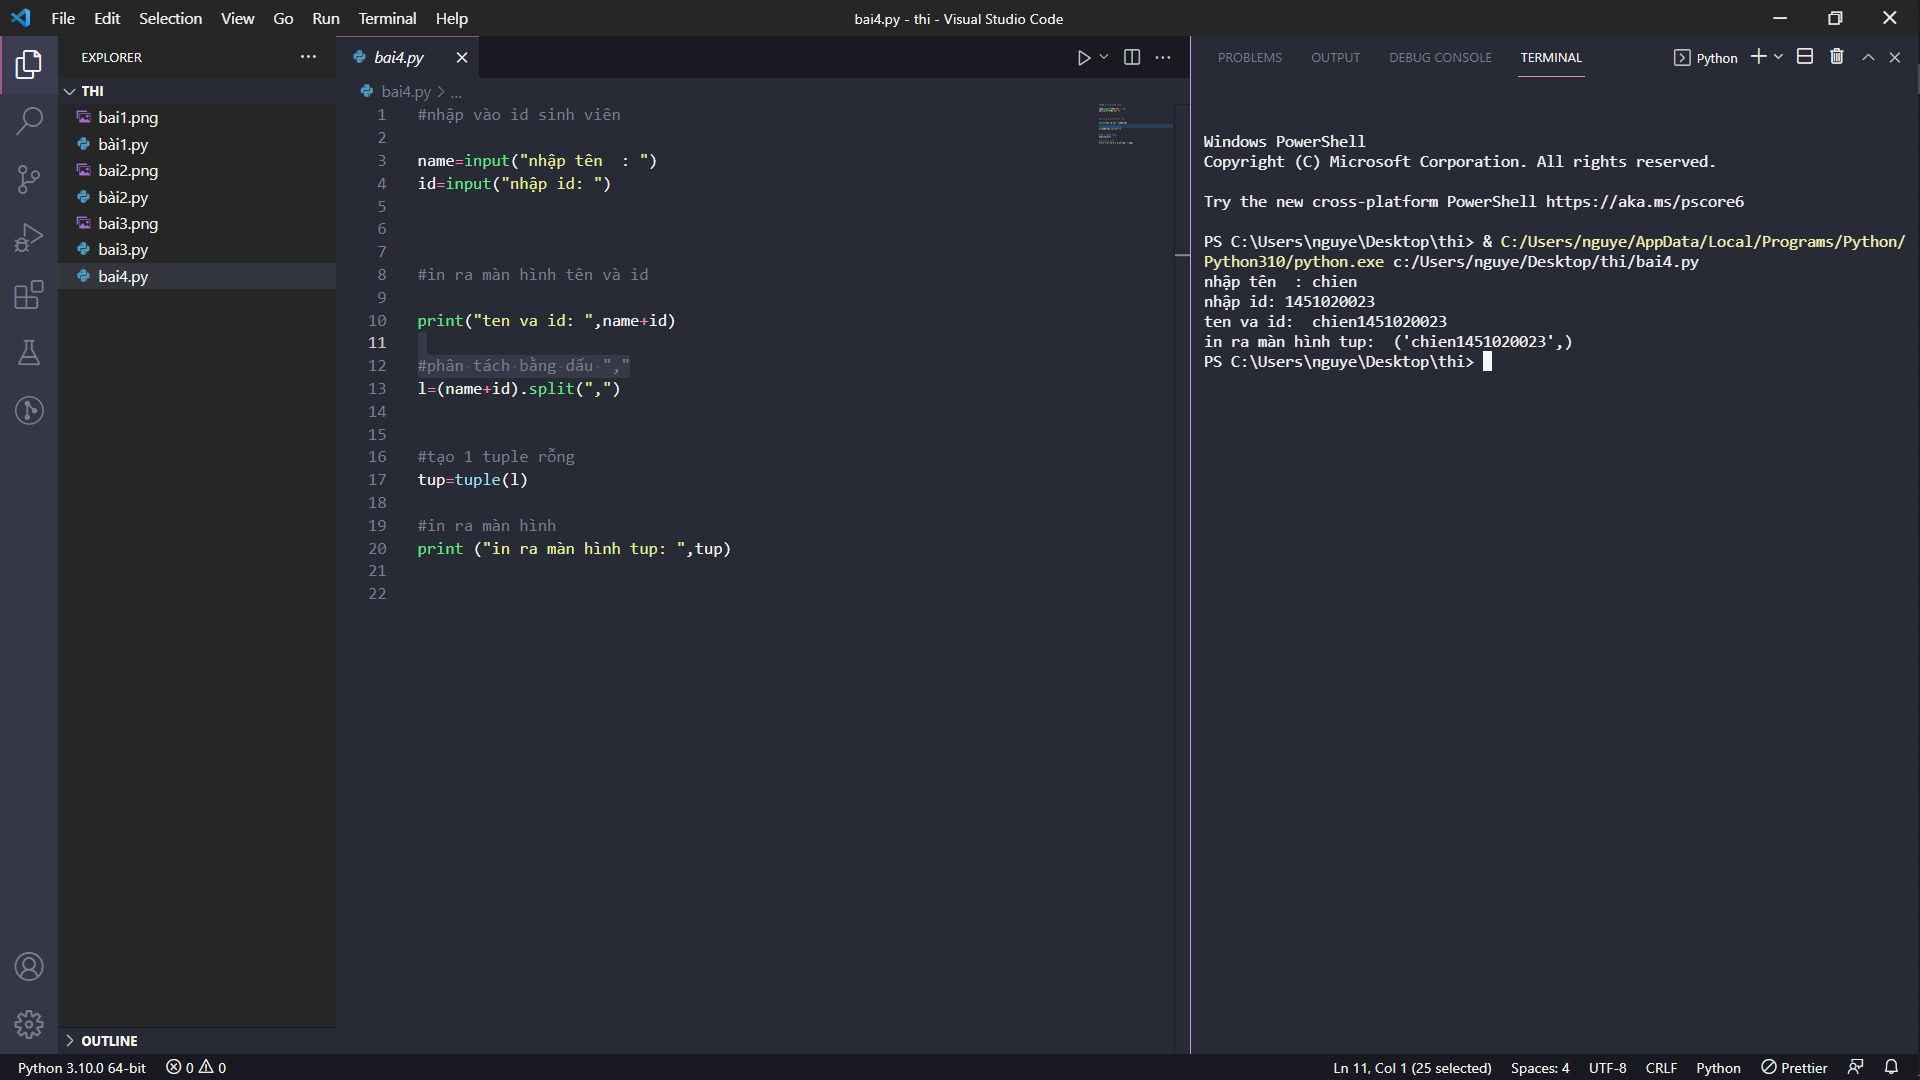 File Edit Selection View Go Run Terminal Help
bai4.py - thi - Visual Studio Code
EXPLORER
THI
bai1.png
bài1.py
bai2.png
bài2.py
bai3.png
bai3.py
bai4.py
OUTLINE
bai4.py
bai4.py > ...
1 #nhập vào id sinh viên
2
3 name=input("nhập tên  : ")
4 id=input("nhập id: ")
5
6
7
8 #in ra màn hình tên và id
9
10 print("ten va id: ",name+id)
11
12 #phân tách bằng dấu ","
13 l=(name+id).split(",")
14
15
16 #tạo 1 tuple rỗng
17 tup=tuple(l)
18
19 #in ra màn hình
20 print ("in ra màn hình tup: ",tup)
21
22
PROBLEMS OUTPUT DEBUG CONSOLE TERMINAL
Python
Windows PowerShell
Copyright (C) Microsoft Corporation. All rights reserved.
Try the new cross-platform PowerShell https://aka.ms/pscore6
PS C:\Users\nguye\Desktop\thi> & C:/Users/nguye/AppData/Local/Programs/Python/
Python310/python.exe c:/Users/nguye/Desktop/thi/bai4.py
nhập tên  : chien
nhập id: 1451020023
ten va id:  chien1451020023
in ra màn hình tup:  ('chien1451020023',)
PS C:\Users\nguye\Desktop\thi>
Python 3.10.0 64-bit 0 0
Ln 11, Col 1 (25 selected) Spaces: 4 UTF-8 CRLF Python Prettier